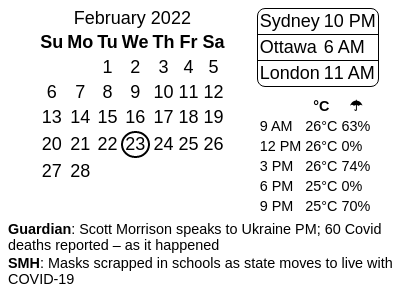 February 2022
Su Mo Tu We Th Fr Sa
1 2 3 4 5
6 7 8 9 10 11 12
13 14 15 16 17 18 19
20 21 22 23 24 25 26
27 28
Sydney 10 PM
Ottawa 6 AM
London 11 AM
°C ☂
9 AM 26°C 63%
12 PM 26°C 0%
3 PM 26°C 74%
6 PM 25°C 0%
9 PM 25°C 70%
Guardian: Scott Morrison speaks to Ukraine PM; 60 Covid
deaths reported – as it happened
SMH: Masks scrapped in schools as state moves to live with
COVID-19